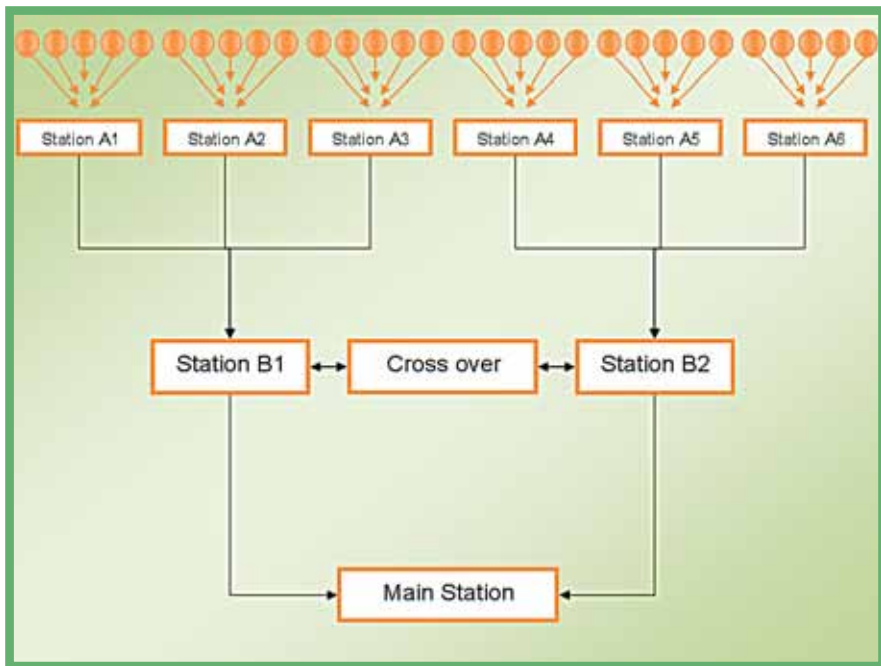 Station A1
Station A2
Station A3
Station A4
Station A5
Station A6
Station B1
Cross over
Station B2
Main Station